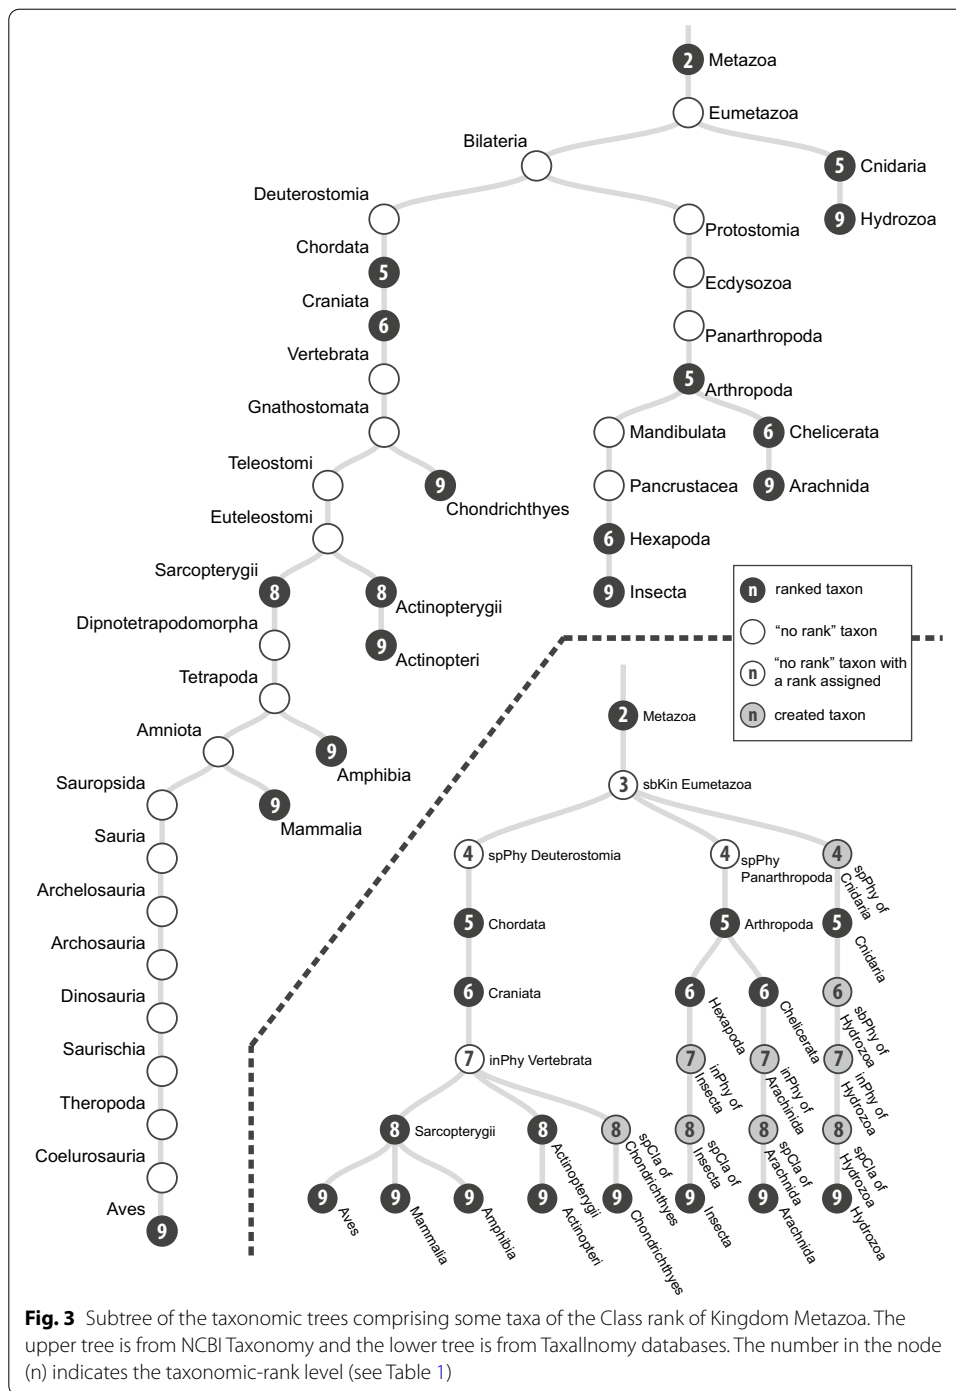 2 Metazoa
Eumetazoa
Bilateria
5 Cnidaria
Deuterostomia
9 Hydrozoa
Protostomia
Chordata
5
Ecdysozoa
Craniata
6
Panarthropoda
Vertebrata
5 Arthropoda
Gnathostomata
Mandibulata
6 Chelicerata
Teleostomi
9 Chondrichthyes
Pancrustacea
9 Arachnida
Euteleostomi
6 Hexapoda
Sarcopterygii
8
8 Actinopterygii
9 Insecta
n ranked taxon
"no rank" taxon
n "no rank" taxon with
a rank assigned
n created taxon
Dipnotetrapodomorpha
9 Actinopteri
Tetrapoda
Amniota
9 Amphibia
Sauropsida
9 Mammalia
Sauria
Archelosauria
Archosauria
Dinosauria
Saurischia
Theropoda
Coelurosauria
Aves
9
2 Metazoa
3 sbKin Eumetazoa
4 spPhy Deuterostomia
4 spPhy
Panarthropoda
4 spPhy of
Cnidaria
5 Chordata
5 Arthropoda
5 Cnidaria
6 Craniata
6 Hexapoda
6 Chelicerata
6 sbPhy of
Hydrozoa
7 inPhy Vertebrata
7 inPhy of
Insecta
7 inPhy of
Arachinida
7 inPhy of
Hydrozoa
8 Sarcopterygii
8 Actinopterygii
8 spCla of
Chondrichthyes
8 spCla of
Insecta
8 spCla of
Arachnida
8 spCla of
Hydrozoa
9 Aves
9 Mammalia
9 Amphibia
9 Actinopteri
9 Chondrichthyes
9 Insecta
9 Arachnida
9 Hydrozoa
Fig. 3 Subtree of the taxonomic trees comprising some taxa of the Class rank of Kingdom Metazoa. The
upper tree is from NCBI Taxonomy and the lower tree is from Taxallnomy databases. The number in the node
(n) indicates the taxonomic-rank level (see Table 1)